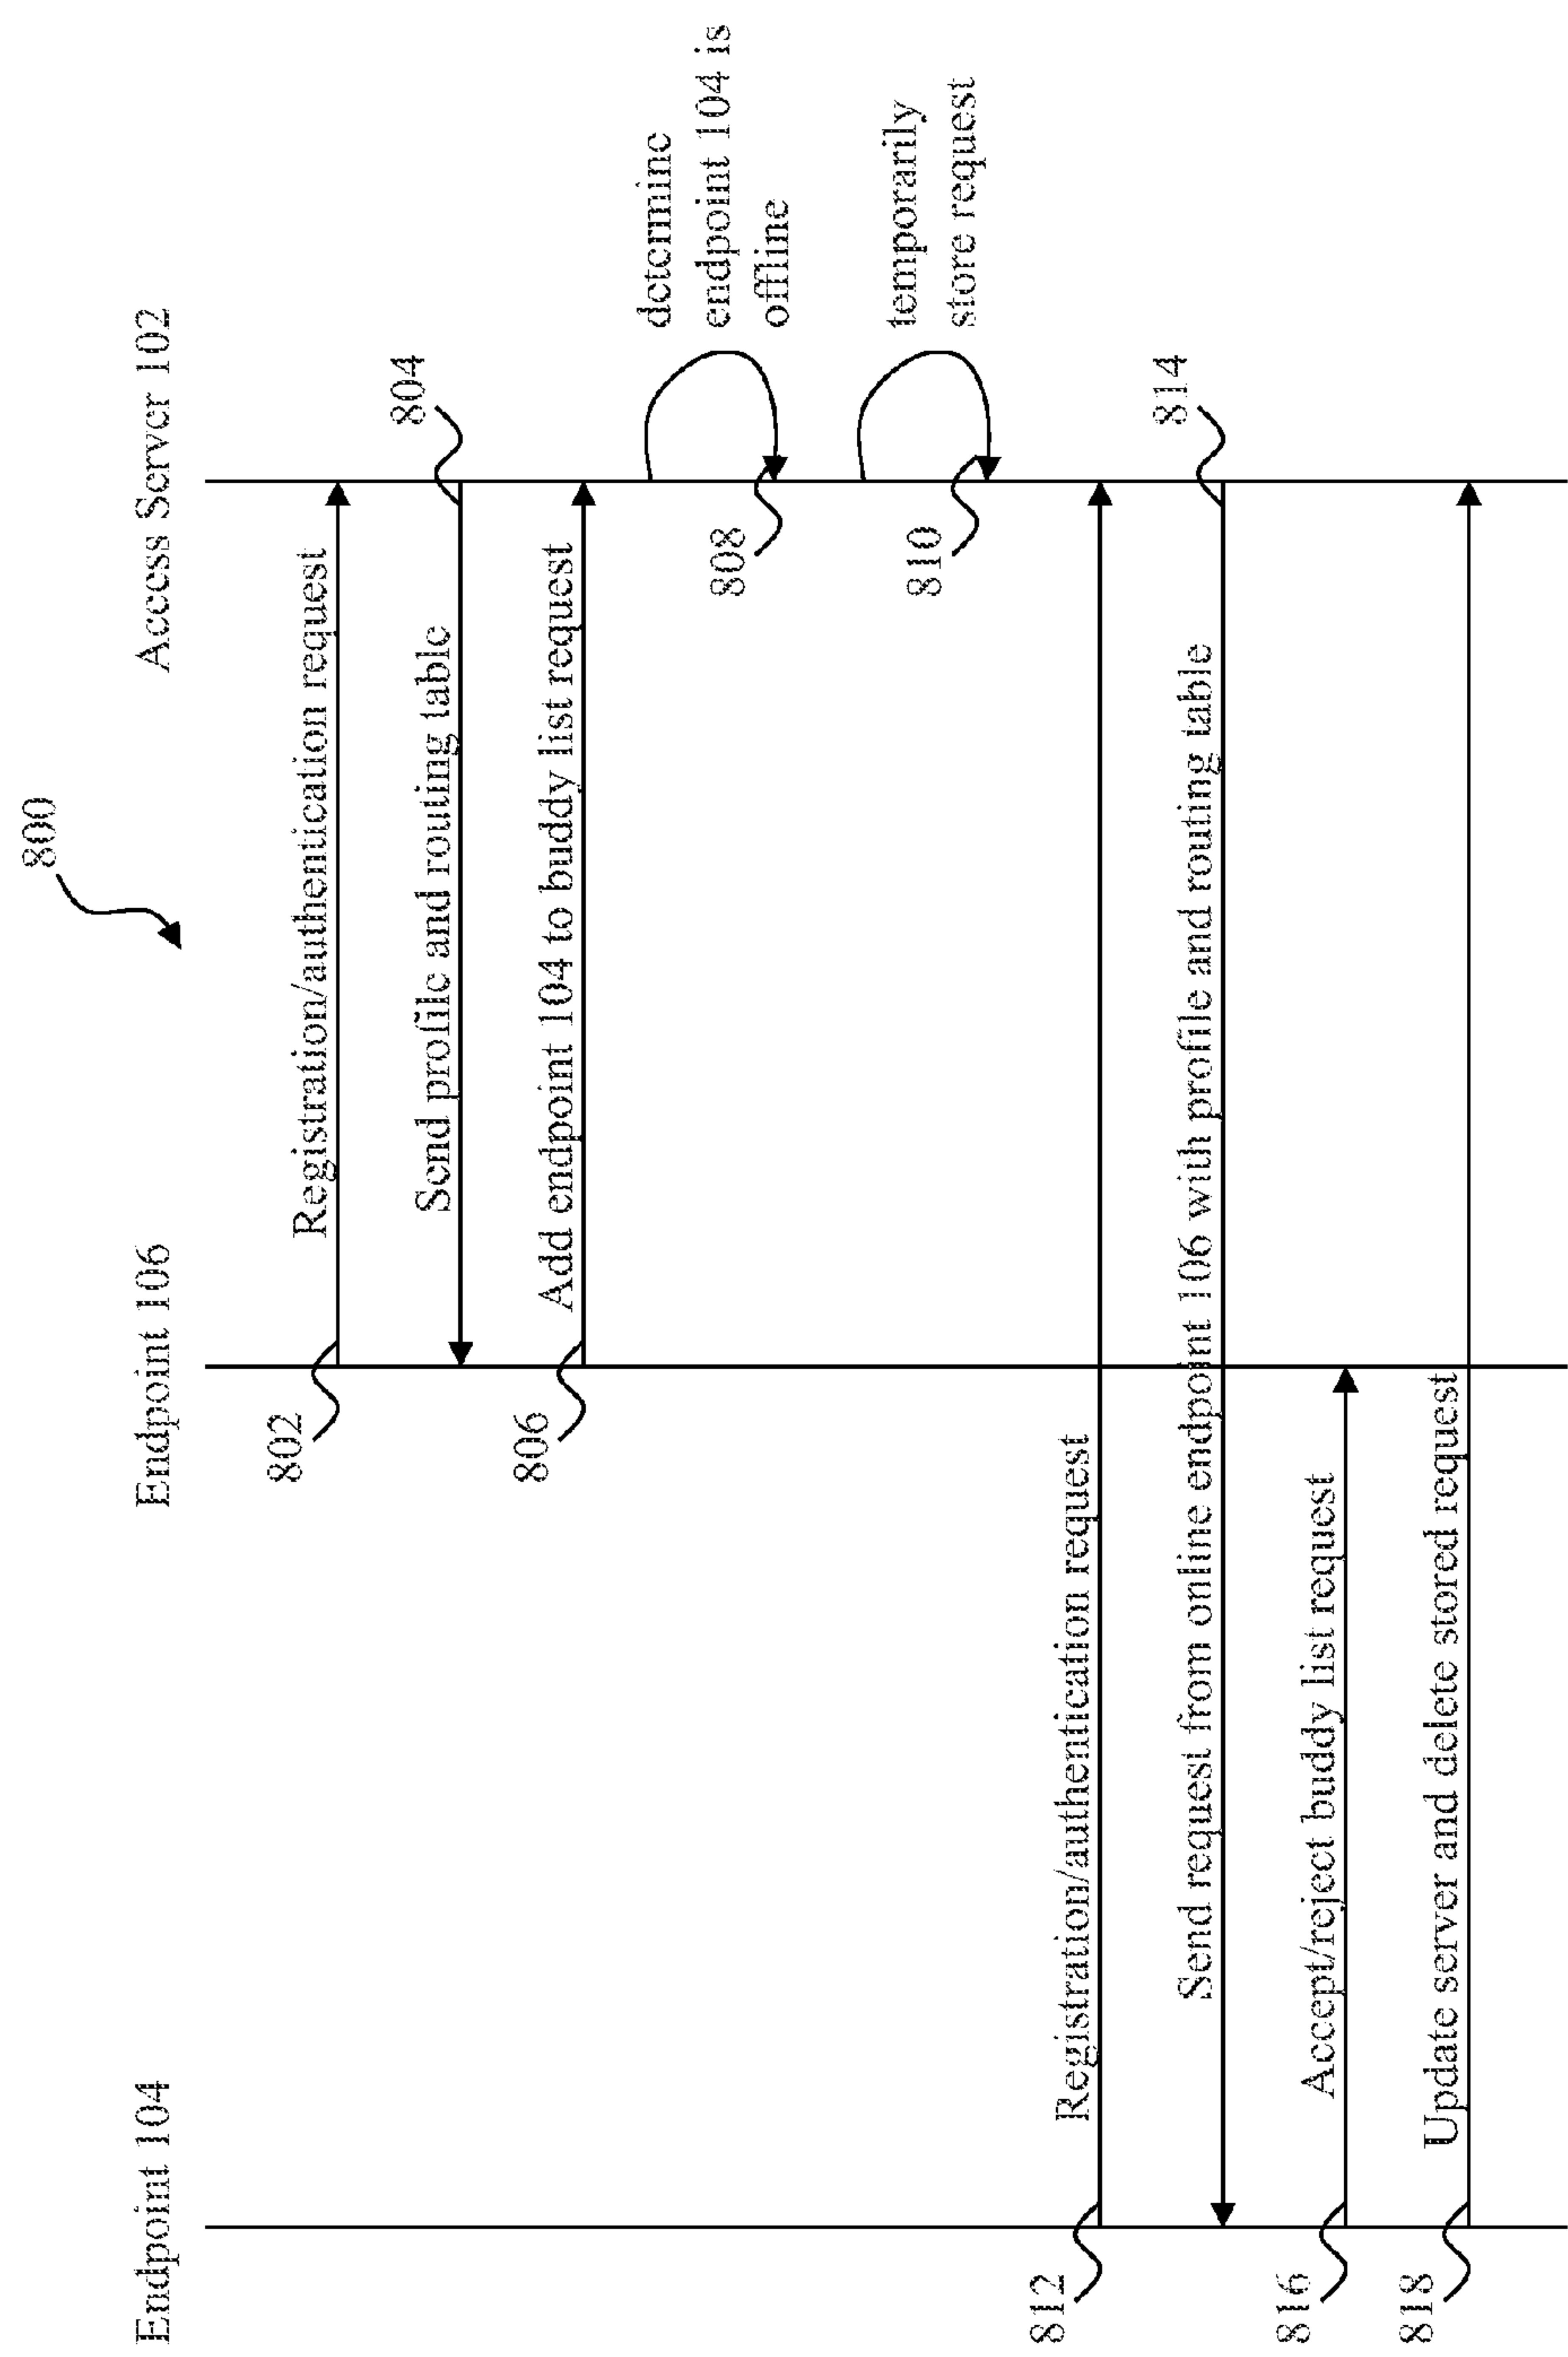 800
Endpoint 104
Endpoint 106
Access Server 102
802
Registration/authentication request
804
Send profile and routing table
806
Add endpoint 104 to buddy list request
determine
endpoint 104 is
offline
808
temporarily
store request
810
812
Registration/authentication request
814
Send request from online endpoint 106 with profile and routing table
816
Accept/reject buddy list request
818
Update server and delete stored request